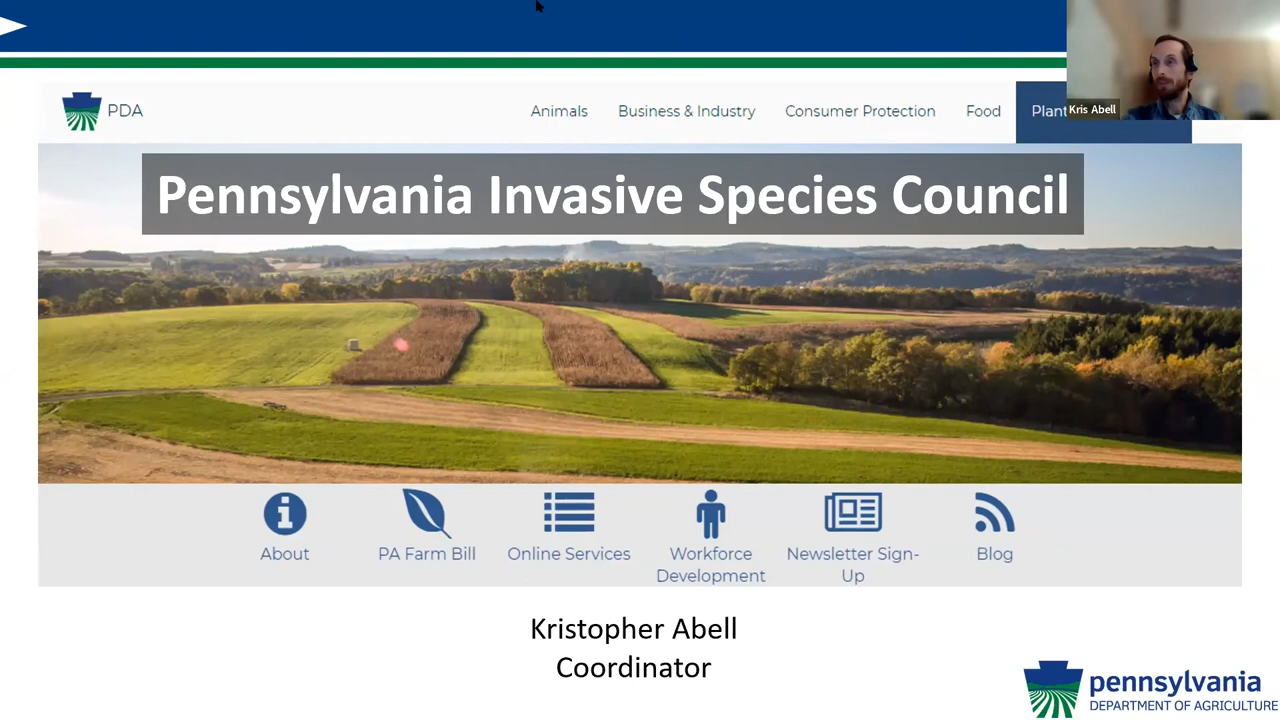 PDA
Animals
Business & Industry
Consumer Protection
Food
Plant
Kris Abell
Pennsylvania Invasive Species Council
About
PA Farm Bill
Online Services
Workforce
Development
Newsletter Sign-
Up
Blog
Kristopher Abell
Coordinator
pennsylvania
DEPARTMENT OF AGRICULTURE